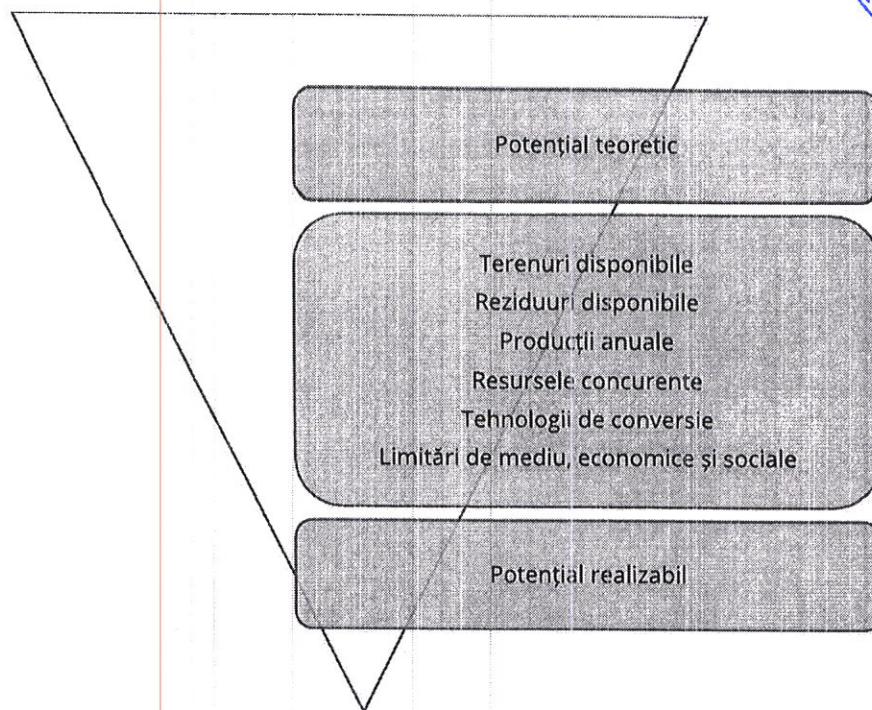 Potențial teoretic
Terenuri disponibile
Reziduuri disponibile
Producții anuale
Resursele concurente
Tehnologii de conversie
Limitări de mediu, economice și sociale
Potențial realizabil